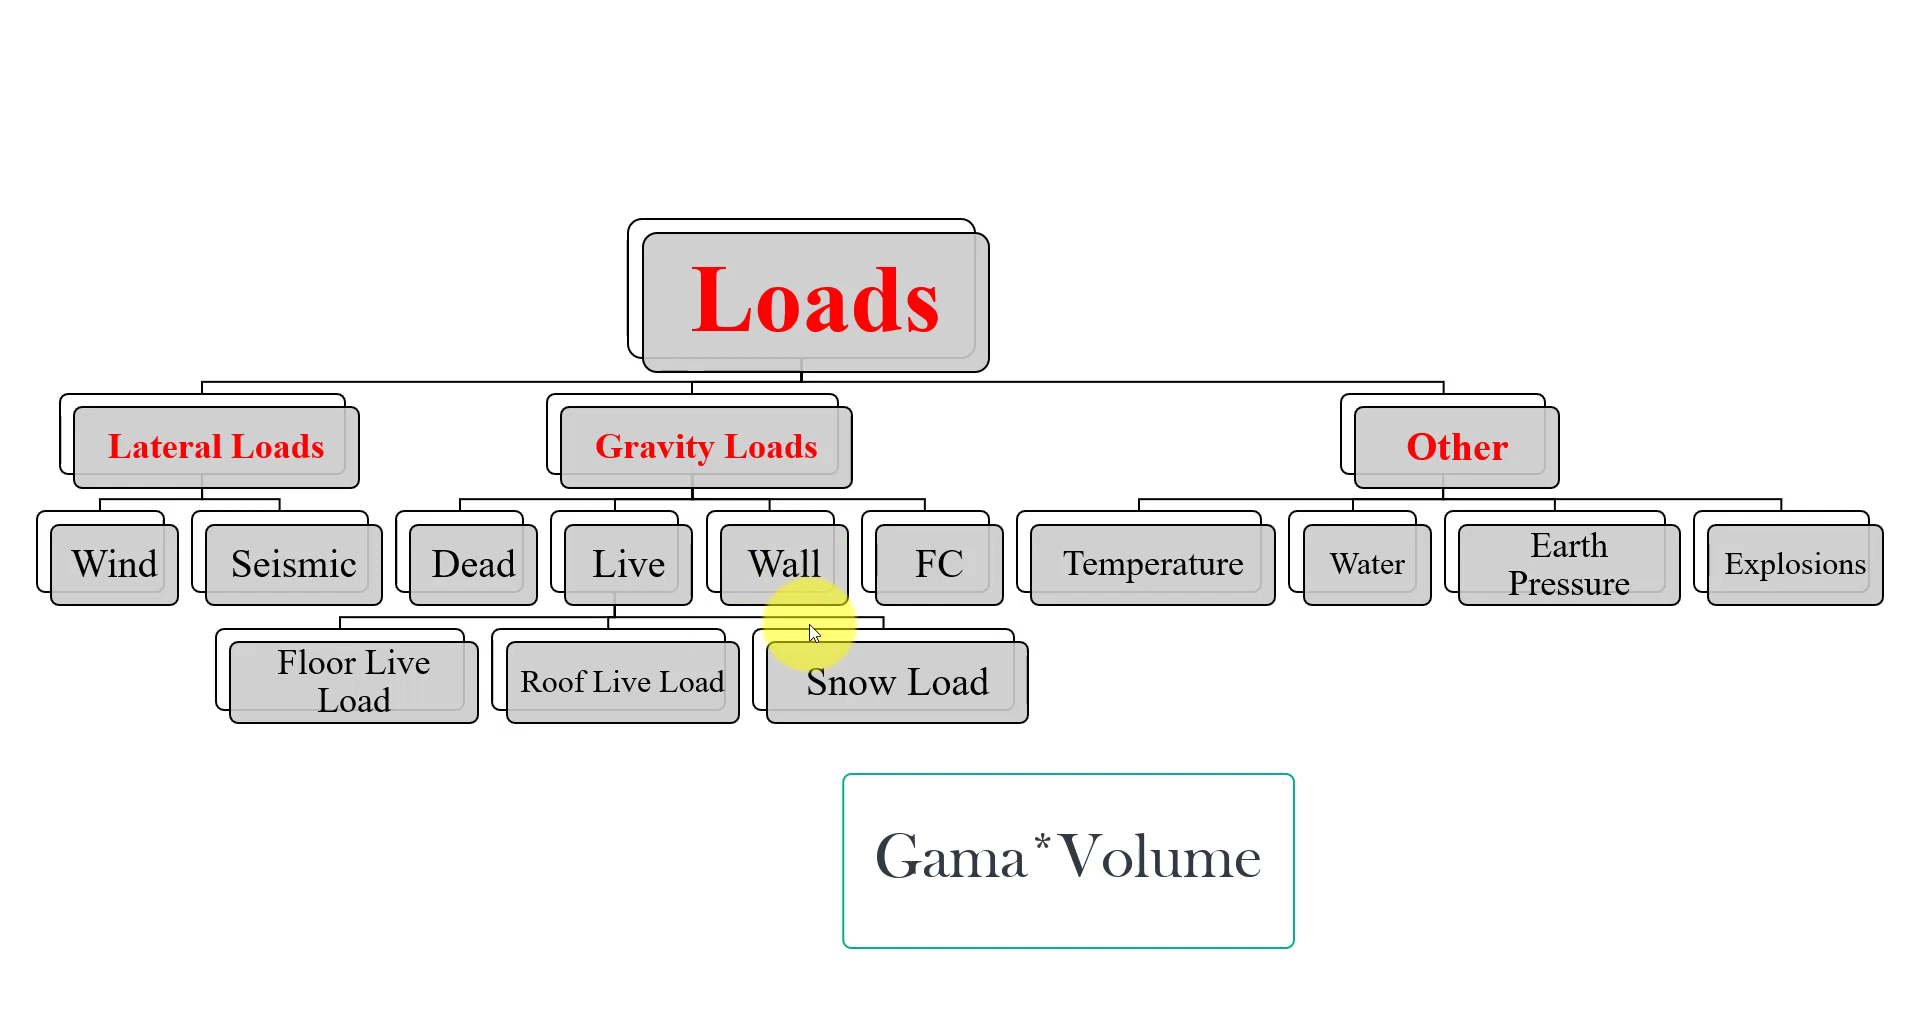 Loads
Lateral Loads
Gravity Loads
Other
Wind
Seismic
Dead
Live
Wall
FC
Temperature
Water
Earth
Pressure
Explosions
Floor Live
Load
Roof Live Load
Snow Load
Gama*Volume